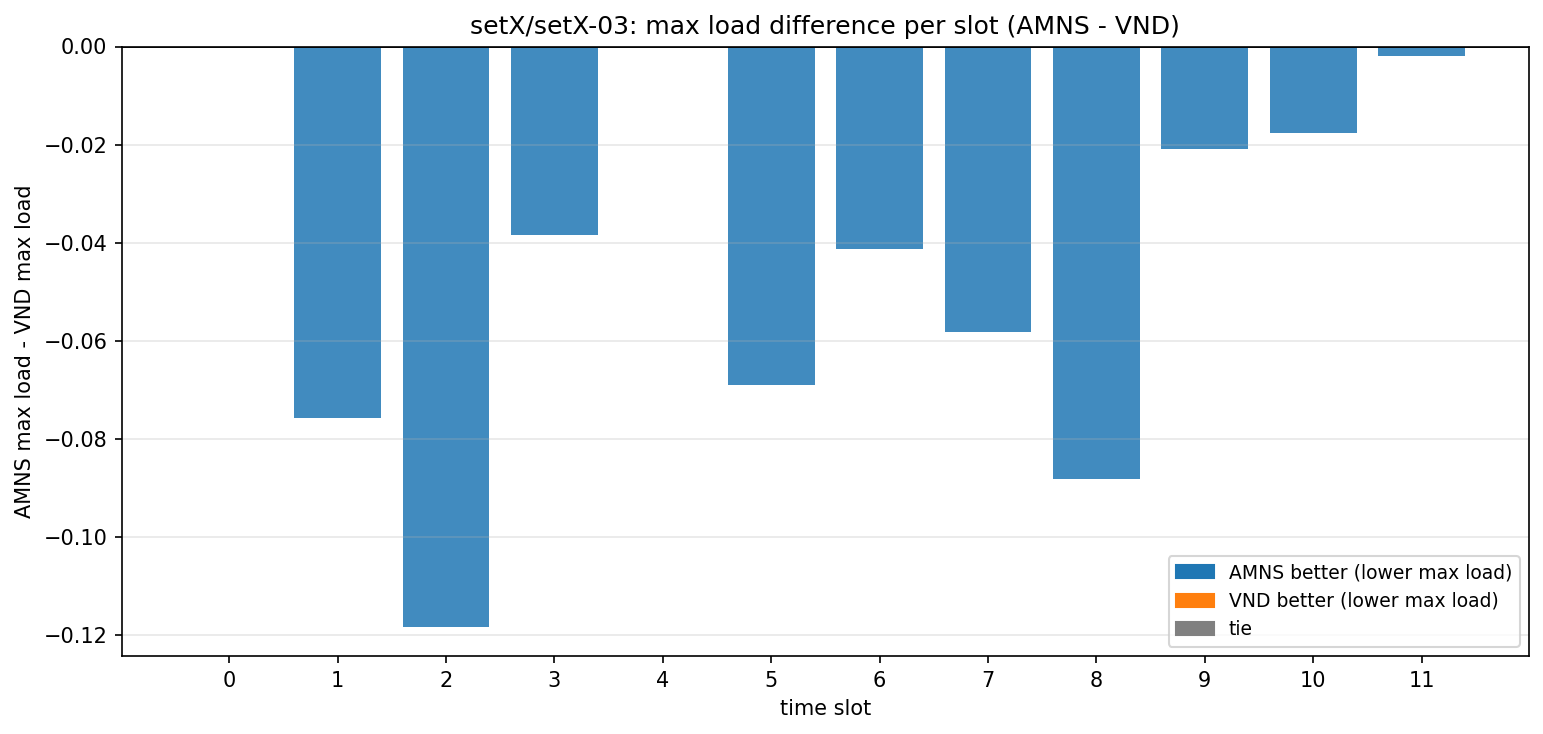 setX/setX-03: max load difference per slot (AMNS - VND)
0.00
−0.02
−0.04
−0.06
−0.08
−0.10
−0.12
AMNS max load - VND max load
AMNS better (lower max load)
VND better (lower max load)
tie
0 1 2 3 4 5 6 7 8 9 10 11
time slot